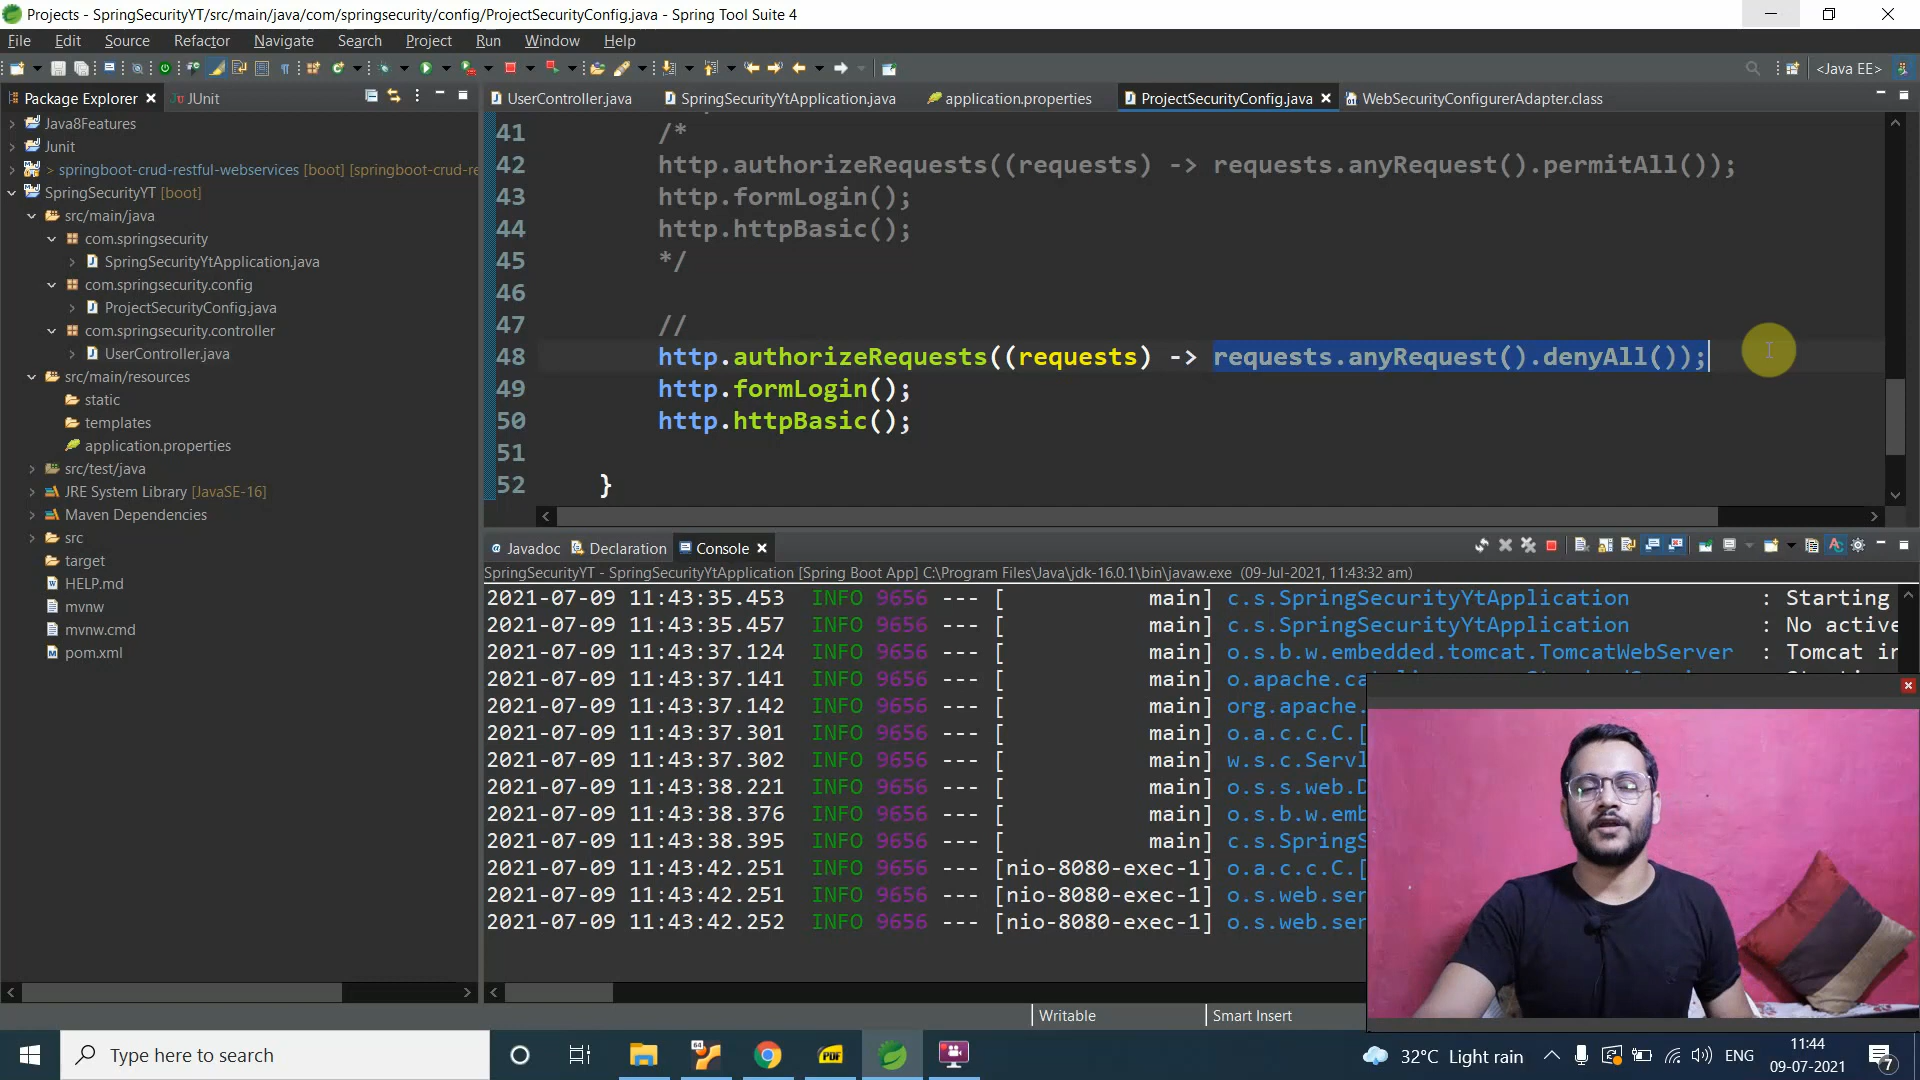 Projects - SpringSecurityYT/src/main/java/com/springsecurity/config/ProjectSecurityConfig.java - Spring Tool Suite 4
File Edit Source Refactor Navigate Search Project Run Window Help
<Java EE>
Package Explorer JUnit
UserController.java SpringSecurityYtApplication.java application.properties ProjectSecurityConfig.java WebSecurityConfigurerAdapter.class
Java8Features
Junit
> springboot-crud-restful-webservices [boot] [springboot-crud-re
SpringSecurityYT [boot]
src/main/java
com.springsecurity
SpringSecurityYtApplication.java
com.springsecurity.config
ProjectSecurityConfig.java
com.springsecurity.controller
UserController.java
src/main/resources
static
templates
application.properties
src/test/java
JRE System Library [JavaSE-16]
Maven Dependencies
src
target
HELP.md
mvnw
mvnw.cmd
pom.xml
41 /*
42 http.authorizeRequests((requests) -> requests.anyRequest().permitAll());
43 http.formLogin();
44 http.httpBasic();
45 */
46
47 //
48 http.authorizeRequests((requests) -> requests.anyRequest().denyAll());
49 http.formLogin();
50 http.httpBasic();
51
52 }
Javadoc Declaration Console
SpringSecurityYT - SpringSecurityYtApplication [Spring Boot App] C:\Program Files\Java\jdk-16.0.1\bin\javaw.exe (09-Jul-2021, 11:43:32 am)
2021-07-09 11:43:35.453 INFO 9656 --- [ main] c.s.SpringSecurityYtApplication : Starting
2021-07-09 11:43:35.457 INFO 9656 --- [ main] c.s.SpringSecurityYtApplication : No active
2021-07-09 11:43:37.124 INFO 9656 --- [ main] o.s.b.w.embedded.tomcat.TomcatWebServer : Tomcat in
2021-07-09 11:43:37.141 INFO 9656 --- [ main]
2021-07-09 11:43:37.142 INFO 9656 --- [ main] org.apache.
2021-07-09 11:43:37.301 INFO 9656 --- [ main] o.a.c.c.C.[
2021-07-09 11:43:37.302 INFO 9656 --- [ main] w.s.c.Servl
2021-07-09 11:43:38.221 INFO 9656 --- [ main] o.s.s.web.D
2021-07-09 11:43:38.376 INFO 9656 --- [ main] o.s.b.w.emb
2021-07-09 11:43:38.395 INFO 9656 --- [ main] c.s.SpringS
2021-07-09 11:43:42.251 INFO 9656 --- [nio-8080-exec-1] o.a.c.c.C.[
2021-07-09 11:43:42.251 INFO 9656 --- [nio-8080-exec-1] o.s.web.ser
2021-07-09 11:43:42.252 INFO 9656 --- [nio-8080-exec-1] o.s.web.ser
Writable Smart Insert
Type here to search
64
PDF
32°C Light rain
ENG
11:44
09-07-2021
7